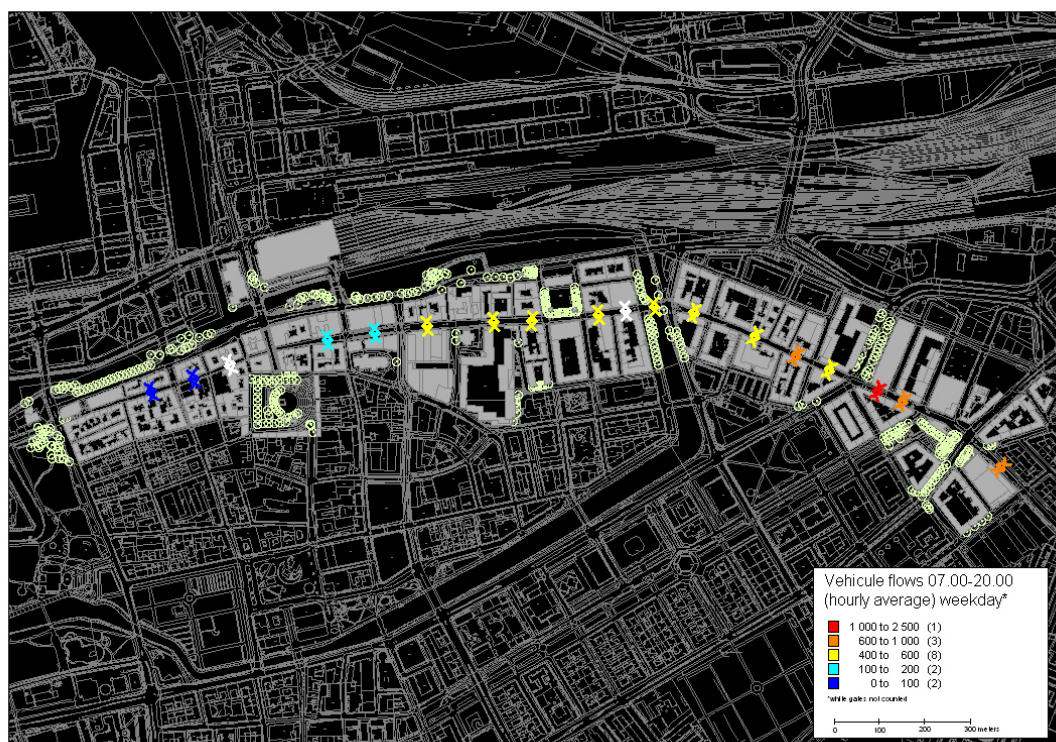 Vehicule flows 07.00-20.00
(hourly average) weekday*
1 000 to 2 500 (1)
600 to 1 000 (3)
400 to 600 (8)
100 to 200 (2)
0 to 100 (2)
*while gates not counted
0 100 200 300 meters